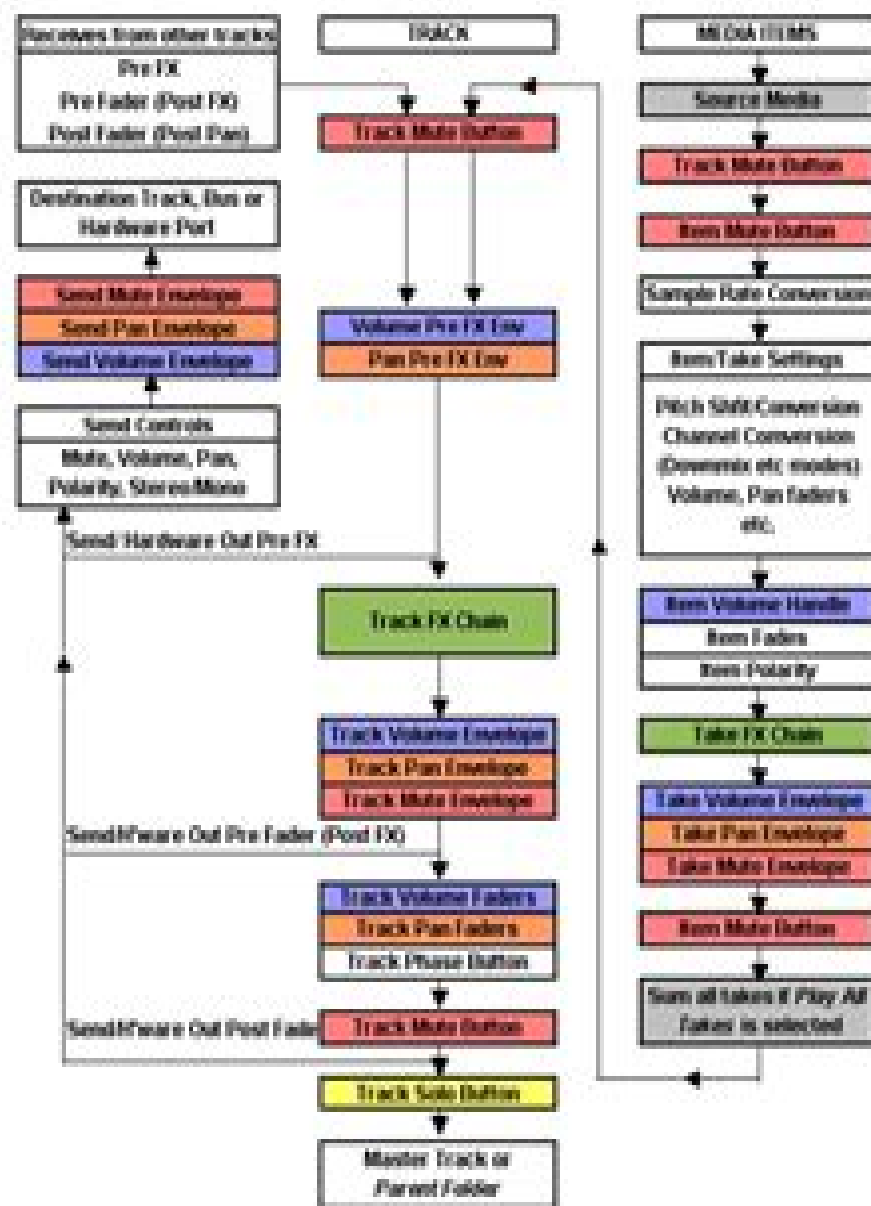 Receives from other tracks
Pre FX
Pre Fader (Post FX)
Post Fader (Post Pan)
Destination Track, Bus or
Hardware Port
Send Mute Envelope
Send Pan Envelope
Send Volume Envelope
Send Controls
Mute, Volume, Pan,
Polarity, Stereo/Mono
Send/Hardware Out Pre FX
Send/H'ware Out Pre Fader (Post FX)
Send/H'ware Out Post Fade
TRACK
Track Mute Button
Volume Pre FX Env
Pan Pre FX Env
Track FX Chain
Track Volume Envelope
Track Pan Envelope
Track Mute Envelope
Track Volume Faders
Track Pan Faders
Track Phase Button
Track Mute Button
Track Solo Button
Master Track or
Parent Folder
MEDIA ITEMS
Source Media
Track Mute Button
Item Mute Button
Sample Rate Conversion
Item Take Settings
Pitch Shift Conversion
Channel Conversion
(Downmix etc modes)
Volume, Pan faders
etc.
Item Volume Handle
Item Fades
Item Polarity
Take FX Chain
Take Volume Envelope
Take Pan Envelope
Take Mute Envelope
Item Mute Button
Sum all takes if Play All
Takes is selected